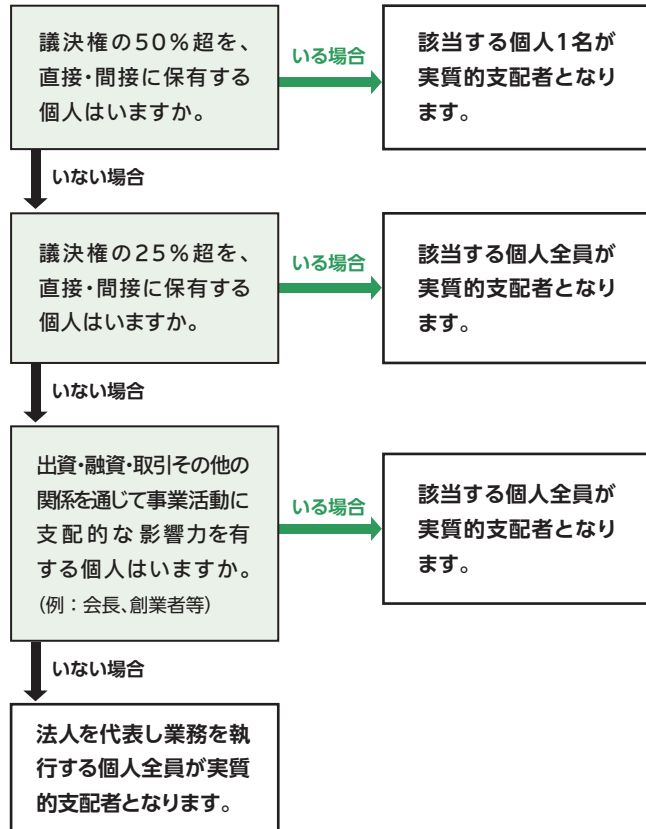 議決権の50%超を、
直接・間接に保有する
個人はいますか。
いる場合
該当する個人1名が
実質的支配者となり
ます。
いない場合
議決権の25%超を、
直接・間接に保有する
個人はいますか。
いる場合
該当する個人全員が
実質的支配者となり
ます。
いない場合
出資・融資・取引その他の
関係を通じて事業活動に
支配的な影響力を有
する個人はいますか。
(例：会長、創業者等)
いる場合
該当する個人全員が
実質的支配者となり
ます。
いない場合
法人を代表し業務を執
行する個人全員が実質
的支配者となります。